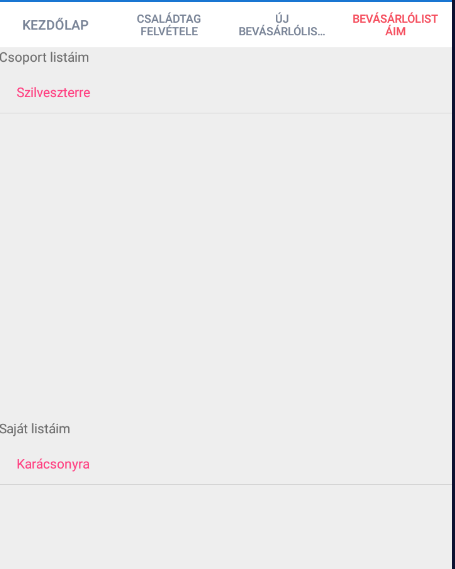 KEZDŐLAP
CSALÁDTAG
FELVÉTELE
ÚJ
BEVÁSÁRLÓLIS...
BEVÁSÁRLÓLIST
ÁIM
Csoport listáim
Szilveszterre
Saját listáim
Karácsonyra